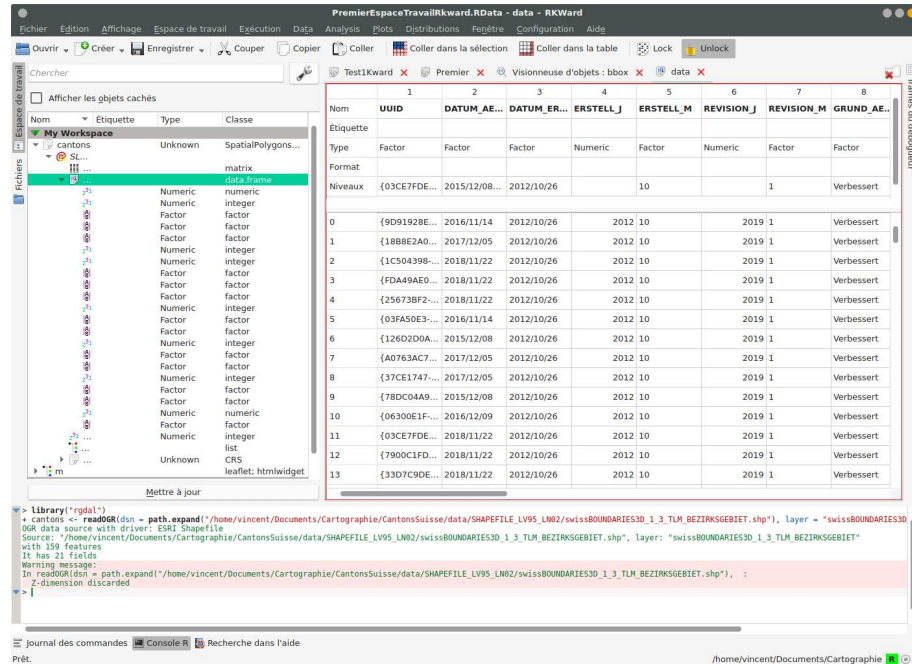 PremierEspaceTravailRkward.RData - data - RKWard
Fichier Édition Affichage Espace de travail Exécution Data Analysis Plots Distributions Fenêtre Configuration Aide
Ouvrir Créer Enregistrer Couper Copier Coller Coller dans la sélection Coller dans la table Lock Unlock
Espace de travail
Fichiers
Chercher
Afficher les objets cachés
Nom Étiquette Type Classe
My Workspace
cantons Unknown SpatialPolygons...
SL...
... matrix
... data.frame
Numeric numeric
Numeric integer
Factor factor
Factor factor
Factor factor
Numeric integer
Numeric integer
Factor factor
Factor factor
Factor factor
Numeric integer
Factor factor
Factor factor
Numeric integer
Factor factor
Factor factor
Numeric integer
Factor factor
Factor factor
Numeric numeric
Factor factor
... Numeric integer
... list
... Unknown CRS
m leaflet; htmlwidget
Mettre à jour
Test1Kward Premier Visionneuse d'objets : bbox data
1 2 3 4 5 6 7 8
Nom UUID DATUM_AE... DATUM_ER... ERSTELL_J ERSTELL_M REVISION_J REVISION_M GRUND_AE...
Étiquette
Type Factor Factor Factor Numeric Factor Numeric Factor Factor
Format
Niveaux {03CE7FDE... 2015/12/08... 2012/10/26 10 1 Verbessert
0 {9D91928E... 2016/11/14 2012/10/26 2012 10 2019 1 Verbessert
1 {18B8E2A0... 2017/12/05 2012/10/26 2012 10 2019 1 Verbessert
2 {1C504398-... 2018/11/22 2012/10/26 2012 10 2019 1 Verbessert
3 {FDA49AE0... 2018/11/22 2012/10/26 2012 10 2019 1 Verbessert
4 {25673BF2-... 2018/11/22 2012/10/26 2012 10 2019 1 Verbessert
5 {03FA50E3-... 2016/11/14 2012/10/26 2012 10 2019 1 Verbessert
6 {126D2D0A... 2015/12/08 2012/10/26 2012 10 2019 1 Verbessert
7 {A0763AC7... 2017/12/05 2012/10/26 2012 10 2019 1 Verbessert
8 {37CE1747-... 2017/12/05 2012/10/26 2012 10 2019 1 Verbessert
9 {78DC04A9... 2015/12/08 2012/10/26 2012 10 2019 1 Verbessert
10 {06300E1F-... 2016/12/09 2012/10/26 2012 10 2019 1 Verbessert
11 {03CE7FDE... 2018/11/22 2012/10/26 2012 10 2019 1 Verbessert
12 {7900C1FD... 2018/11/22 2012/10/26 2012 10 2019 1 Verbessert
13 {33D7C9DE... 2018/11/22 2012/10/26 2012 10 2019 1 Verbessert
> library("rgdal")
+ cantons <- readOGR(dsn = path.expand("/home/vincent/Documents/Cartographie/CantonsSuisse/data/SHAPEFILE_LV95_LN02/swissBOUNDARIES3D_1_3_TLM_BEZIRKSGEBIET.shp"), layer = "swissBOUNDARIES3D
OGR data source with driver: ESRI Shapefile
Source: "/home/vincent/Documents/Cartographie/CantonsSuisse/data/SHAPEFILE_LV95_LN02/swissBOUNDARIES3D_1_3_TLM_BEZIRKSGEBIET.shp", layer: "swissBOUNDARIES3D_1_3_TLM_BEZIRKSGEBIET"
with 159 features
It has 21 fields
Warning message:
In readOGR(dsn = path.expand("/home/vincent/Documents/Cartographie/CantonsSuisse/data/SHAPEFILE_LV95_LN02/swissBOUNDARIES3D_1_3_TLM_BEZIRKSGEBIET.shp"), :
Z-dimension discarded
>
Journal des commandes Console R Recherche dans l'aide
Prêt. /home/vincent/Documents/Cartographie R